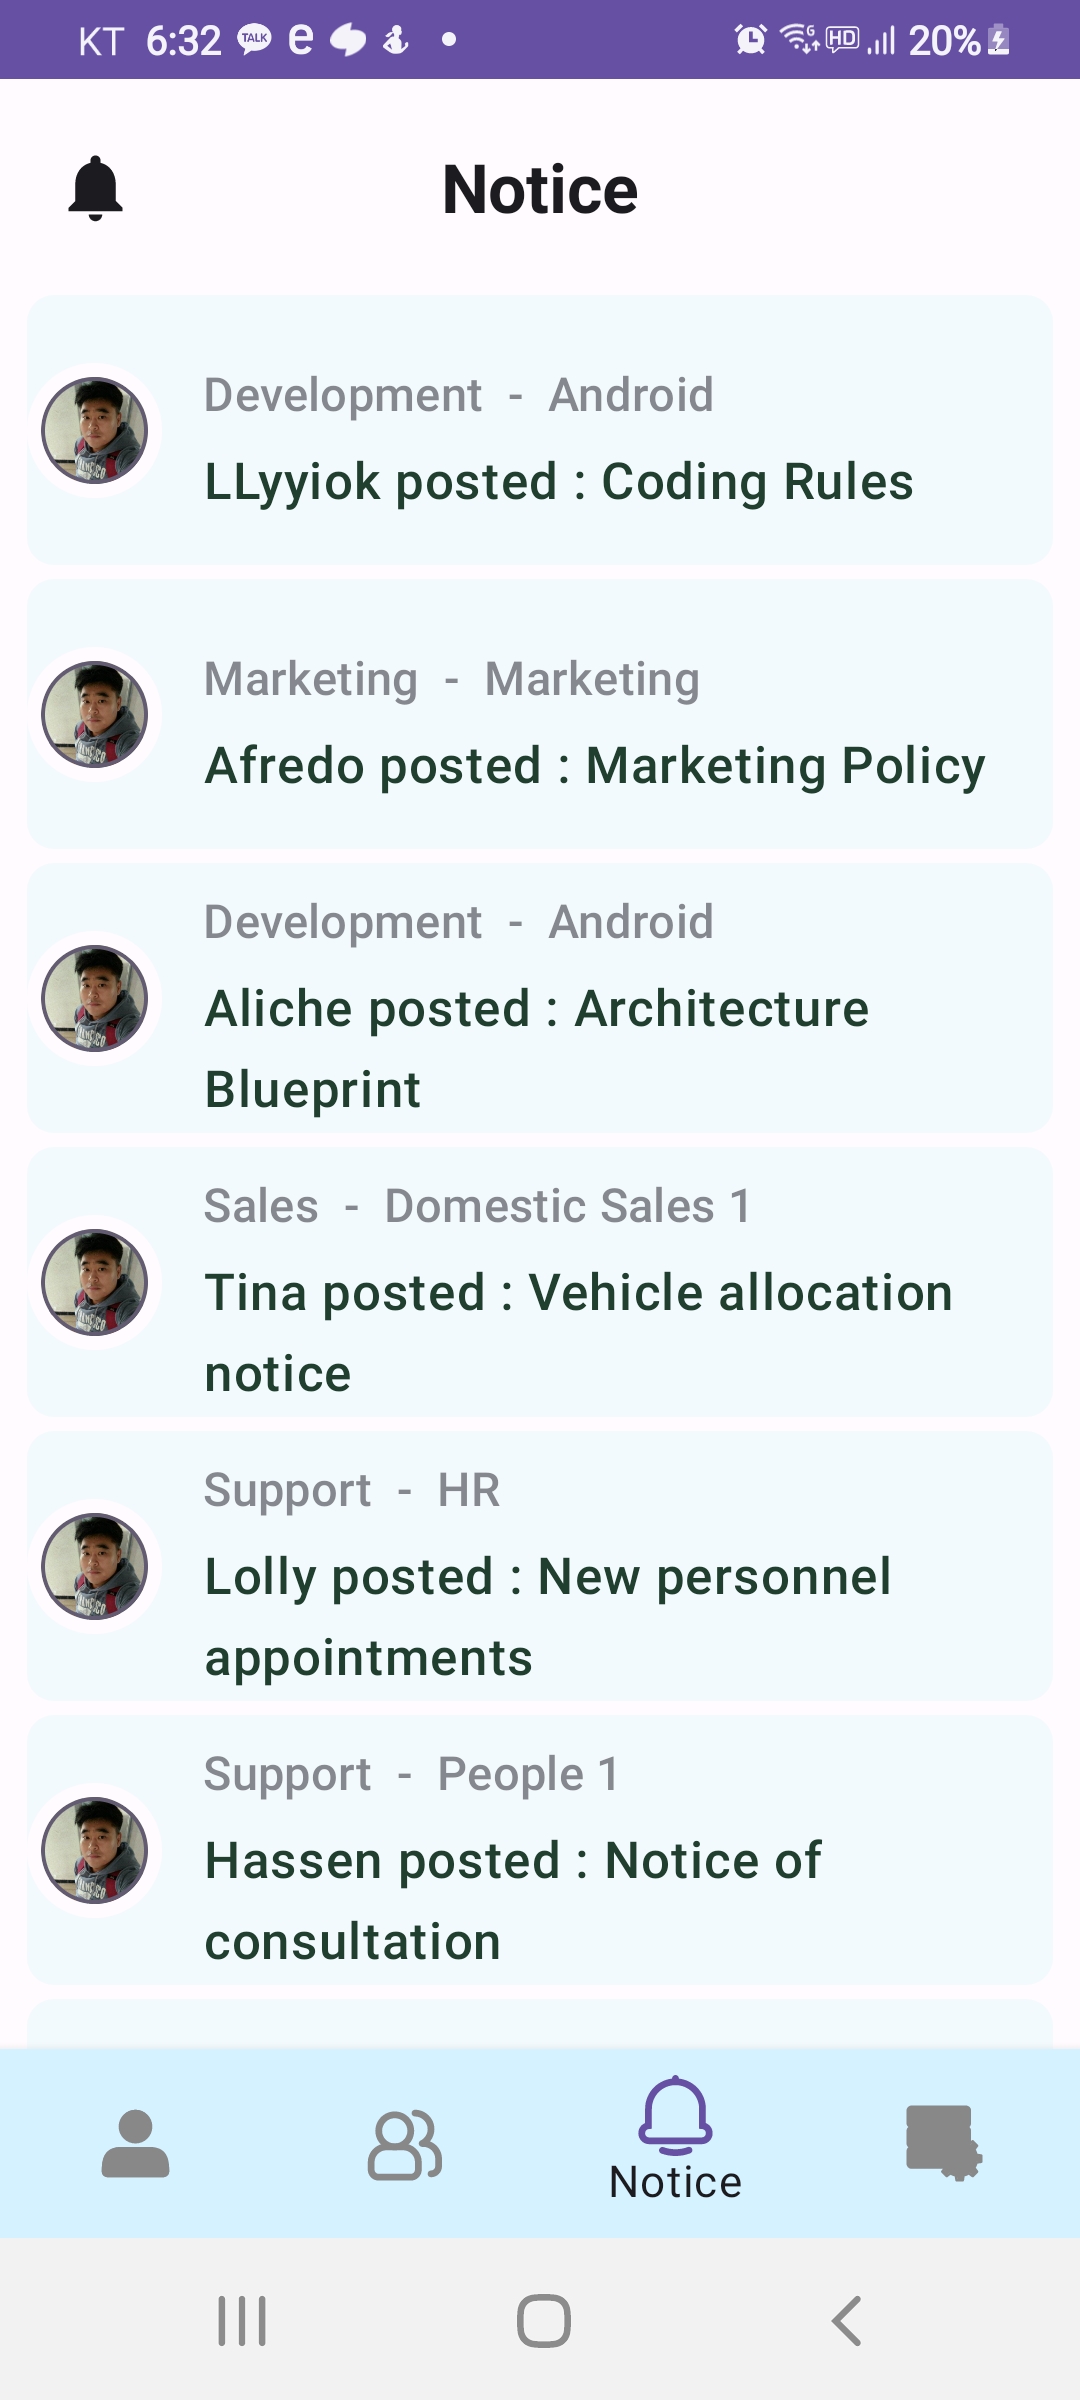 KT 6:32 TALK e HD 20%
Notice
Development - Android
LLyyiok posted : Coding Rules
Marketing - Marketing
Afredo posted : Marketing Policy
Development - Android
Aliche posted : Architecture
Blueprint
Sales - Domestic Sales 1
Tina posted : Vehicle allocation
notice
Support - HR
Lolly posted : New personnel
appointments
Support - People 1
Hassen posted : Notice of
consultation
Notice